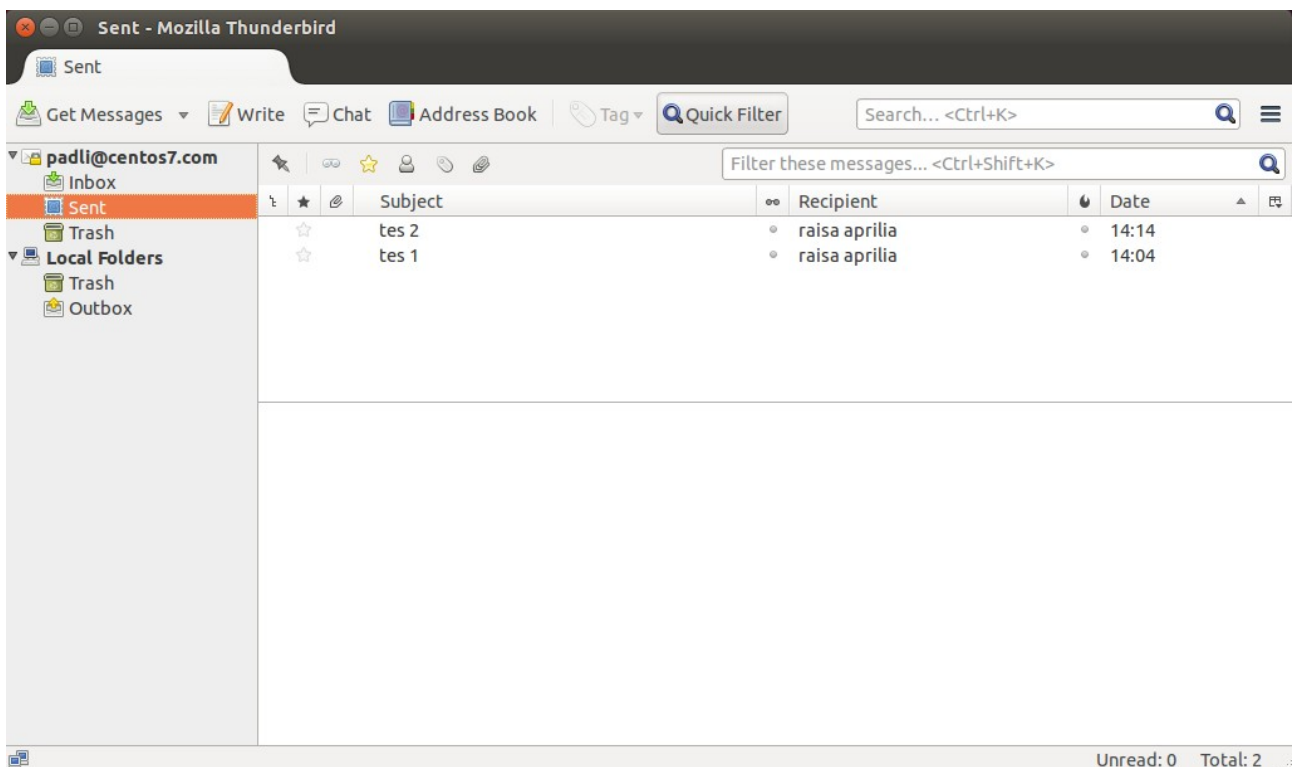 Sent - Mozilla Thunderbird
Sent
Get Messages Write Chat Address Book Tag Quick Filter Search... <Ctrl+K>
padli@centos7.com
Inbox
Sent
Trash
Local Folders
Trash
Outbox
Filter these messages... <Ctrl+Shift+K>
Subject Recipient Date
tes 2 raisa aprilia 14:14
tes 1 raisa aprilia 14:04
Unread: 0 Total: 2